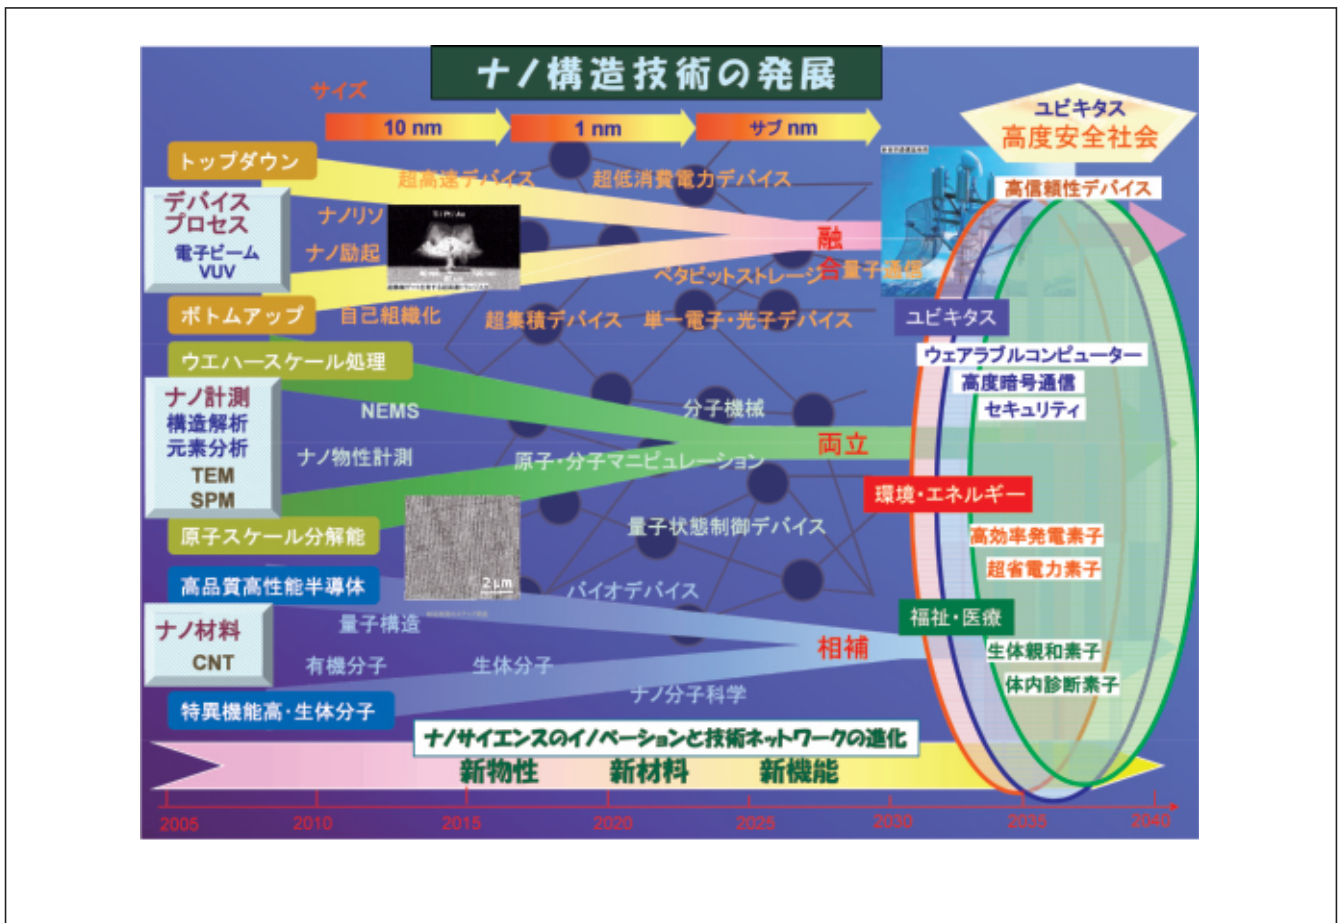 ナノ構造技術の発展
サイズ
10 nm
1 nm
サブ nm
ユビキタス
高度安全社会
トップダウン
超高速デバイス
超低消費電力デバイス
高信頼性デバイス
デバイス
プロセス
電子ビーム
VUV
ナノリソ
ナノ励起
Ti / Pt / Au
融
合
量子通信
ペタビットストレージ
ボトムアップ
自己組織化
超集積デバイス
単一電子・光子デバイス
ユビキタス
ウエハースケール処理
ウェアラブルコンピューター
高度暗号通信
セキュリティ
ナノ計測
構造解析
元素分析
TEM
SPM
NEMS
分子機械
ナノ物性計測
原子・分子マニピュレーション
両立
環境・エネルギー
原子スケール分解能
量子状態制御デバイス
高効率発電素子
超省電力素子
2 μm
高品質高性能半導体
バイオデバイス
福祉・医療
量子構造
ナノ材料
CNT
有機分子
生体分子
相補
生体親和素子
体内診断素子
ナノ分子科学
特異機能高・生体分子
ナノサイエンスのイノベーションと技術ネットワークの進化
新物性
新材料
新機能
2005
2010
2015
2020
2025
2030
2035
2040